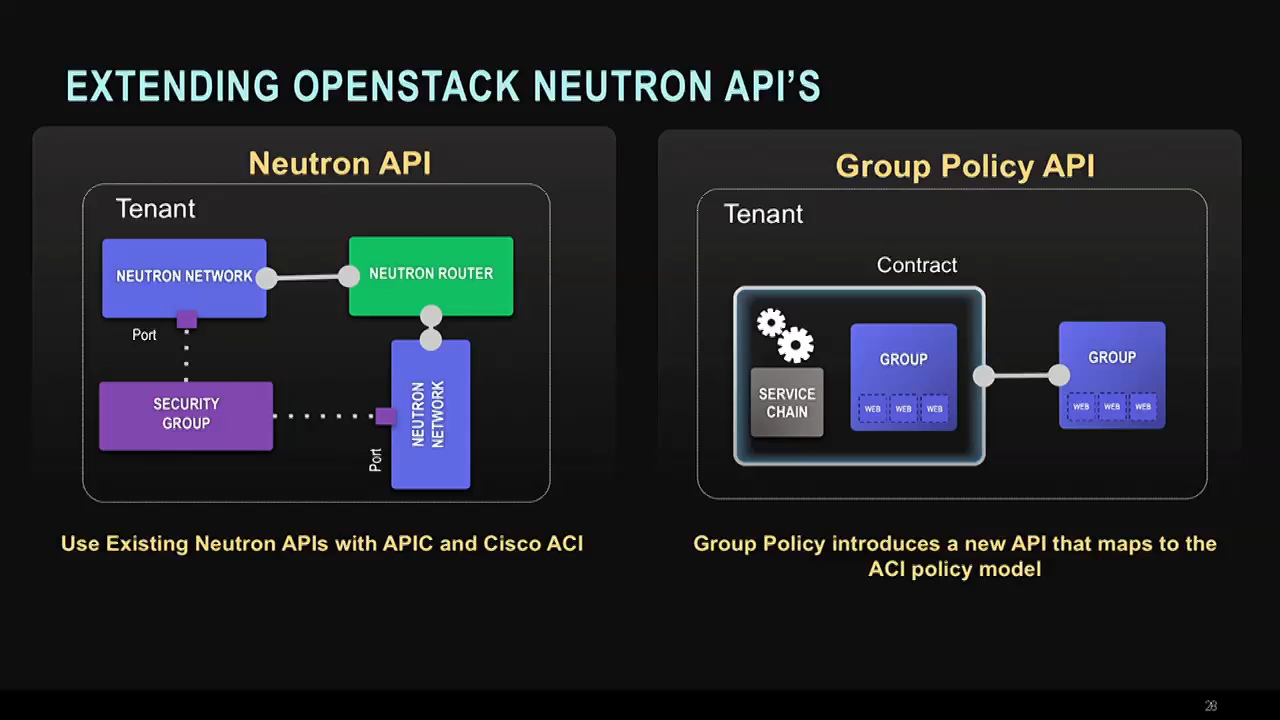 EXTENDING OPENSTACK NEUTRON API'S
Neutron API
Tenant
NEUTRON NETWORK
NEUTRON ROUTER
Port
SECURITY
GROUP
NEUTRON
NETWORK
Port
Use Existing Neutron APIs with APIC and Cisco ACI
Group Policy API
Tenant
Contract
SERVICE
CHAIN
GROUP
WEB WEB WEB
GROUP
WEB WEB WEB
Group Policy introduces a new API that maps to the
ACI policy model
28